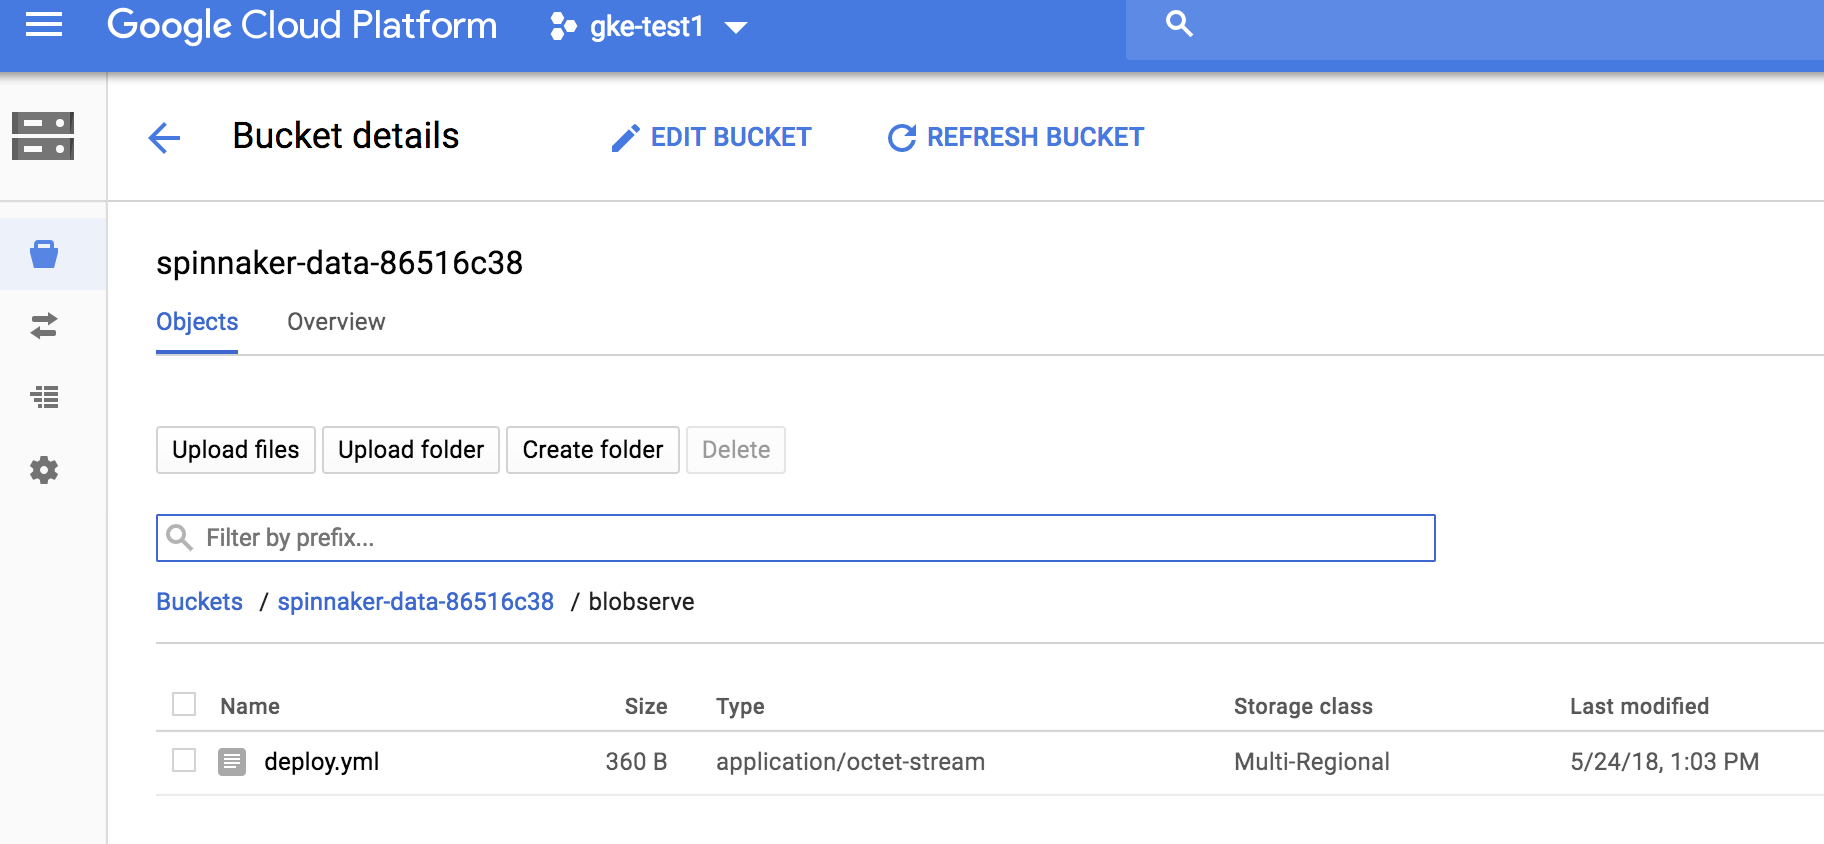 Google Cloud Platform gke-test1
Bucket details EDIT BUCKET REFRESH BUCKET
spinnaker-data-86516c38
Objects Overview
Upload files Upload folder Create folder Delete
Filter by prefix...
Buckets / spinnaker-data-86516c38 / blobserve
Name Size Type Storage class Last modified
deploy.yml 360 B application/octet-stream Multi-Regional 5/24/18, 1:03 PM